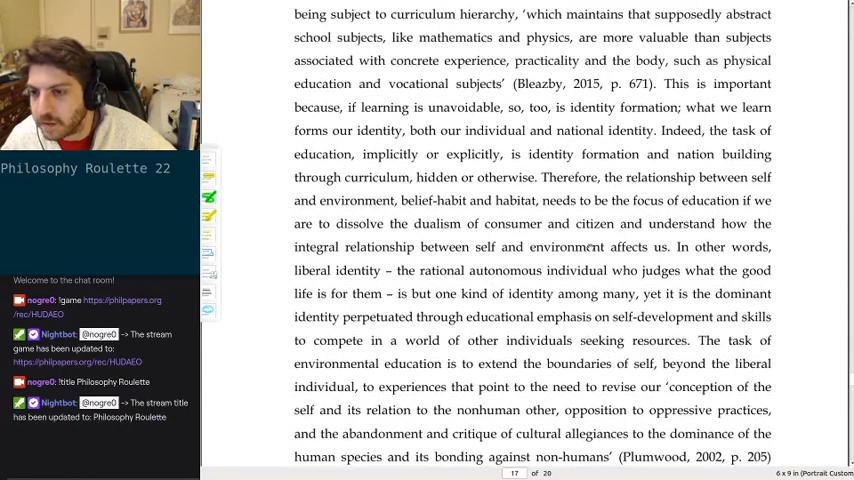 being subject to curriculum hierarchy, ‘which maintains that supposedly abstract
school subjects, like mathematics and physics, are more valuable than subjects
associated with concrete experience, practicality and the body, such as physical
education and vocational subjects’ (Bleazby, 2015, p. 671). This is important
because, if learning is unavoidable, so, too, is identity formation; what we learn
forms our identity, both our individual and national identity. Indeed, the task of
education, implicitly or explicitly, is identity formation and nation building
through curriculum, hidden or otherwise. Therefore, the relationship between self
and environment, belief-habit and habitat, needs to be the focus of education if we
are to dissolve the dualism of consumer and citizen and understand how the
integral relationship between self and environment affects us. In other words,
liberal identity – the rational autonomous individual who judges what the good
life is for them – is but one kind of identity among many, yet it is the dominant
identity perpetuated through educational emphasis on self-development and skills
to compete in a world of other individuals seeking resources. The task of
environmental education is to extend the boundaries of self, beyond the liberal
individual, to experiences that point to the need to revise our ‘conception of the
self and its relation to the nonhuman other, opposition to oppressive practices,
and the abandonment and critique of cultural allegiances to the dominance of the
human species and its bonding against non-humans’ (Plumwood, 2002, p. 205)
17 of 20
6 x 9 in (Portrait Custom
Philosophy Roulette 22
Welcome to the chat room!
nogre0: !game https://philpapers.org
/rec/HUDAEO
Nightbot: @nogre0 -> The stream
game has been updated to:
https://philpapers.org/rec/HUDAEO
nogre0: !title Philosophy Roulette
Nightbot: @nogre0 -> The stream title
has been updated to: Philosophy Roulette